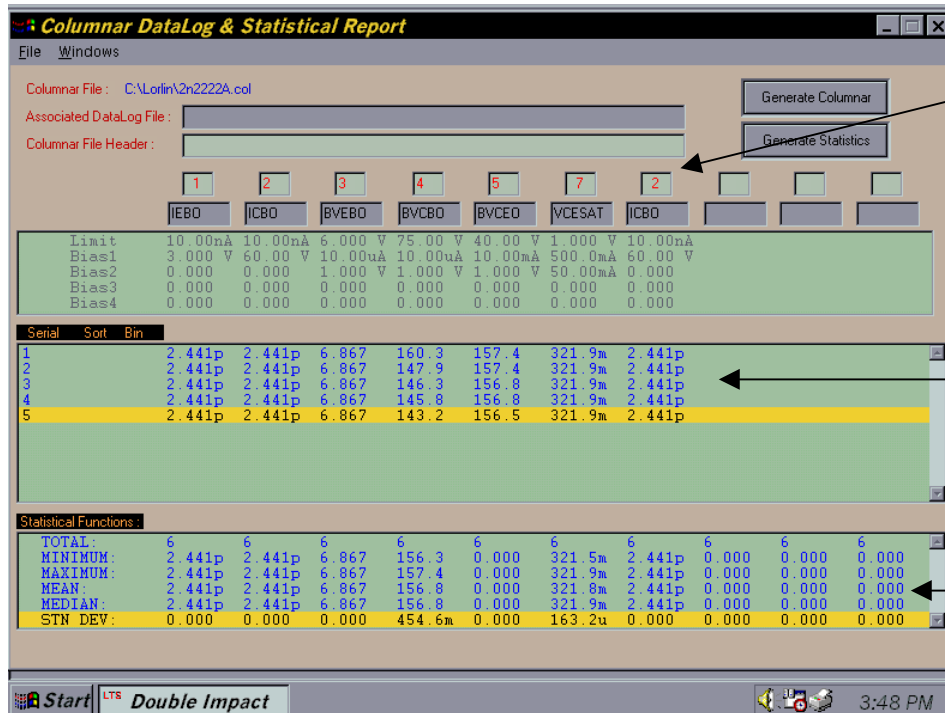 Columnar DataLog & Statistical Report
File Windows
Columnar File : C:\Lorlin\2n2222A.col
Generate Columnar
Associated DataLog File :
Columnar File Header :
Generate Statistics
1 2 3 4 5 7 2
IEBO ICBO BVEBO BVCBO BVCEO VCESAT ICBO
Limit 10.00nA 10.00nA 6.000 V 75.00 V 40.00 V 1.000 V 10.00nA
Bias1 3.000 V 60.00 V 10.00uA 10.00uA 10.00mA 500.0mA 60.00 V
Bias2 0.000 0.000 1.000 V 1.000 V 1.000 V 50.00mA 0.000
Bias3 0.000 0.000 0.000 0.000 0.000 0.000 0.000
Bias4 0.000 0.000 0.000 0.000 0.000 0.000 0.000
Serial Sort Bin
1 2.441p 2.441p 6.867 160.3 157.4 321.9m 2.441p
2 2.441p 2.441p 6.867 147.9 157.4 321.9m 2.441p
3 2.441p 2.441p 6.867 146.3 156.8 321.9m 2.441p
4 2.441p 2.441p 6.867 145.8 156.8 321.9m 2.441p
5 2.441p 2.441p 6.867 143.2 156.5 321.9m 2.441p
Statistical Functions :
TOTAL: 6 6 6 6 6 6 6 6 6 6
MINIMUM: 2.441p 2.441p 6.867 156.3 0.000 321.5m 2.441p 0.000 0.000 0.000
MAXIMUM: 2.441p 2.441p 6.867 157.4 0.000 321.9m 2.441p 0.000 0.000 0.000
MEAN: 2.441p 2.441p 6.867 156.8 0.000 321.8m 2.441p 0.000 0.000 0.000
MEDIAN: 2.441p 2.441p 6.867 156.8 0.000 321.9m 2.441p 0.000 0.000 0.000
STN DEV: 0.000 0.000 0.000 454.6m 0.000 163.2u 0.000 0.000 0.000 0.000
Start LTS Double Impact 3:48 PM